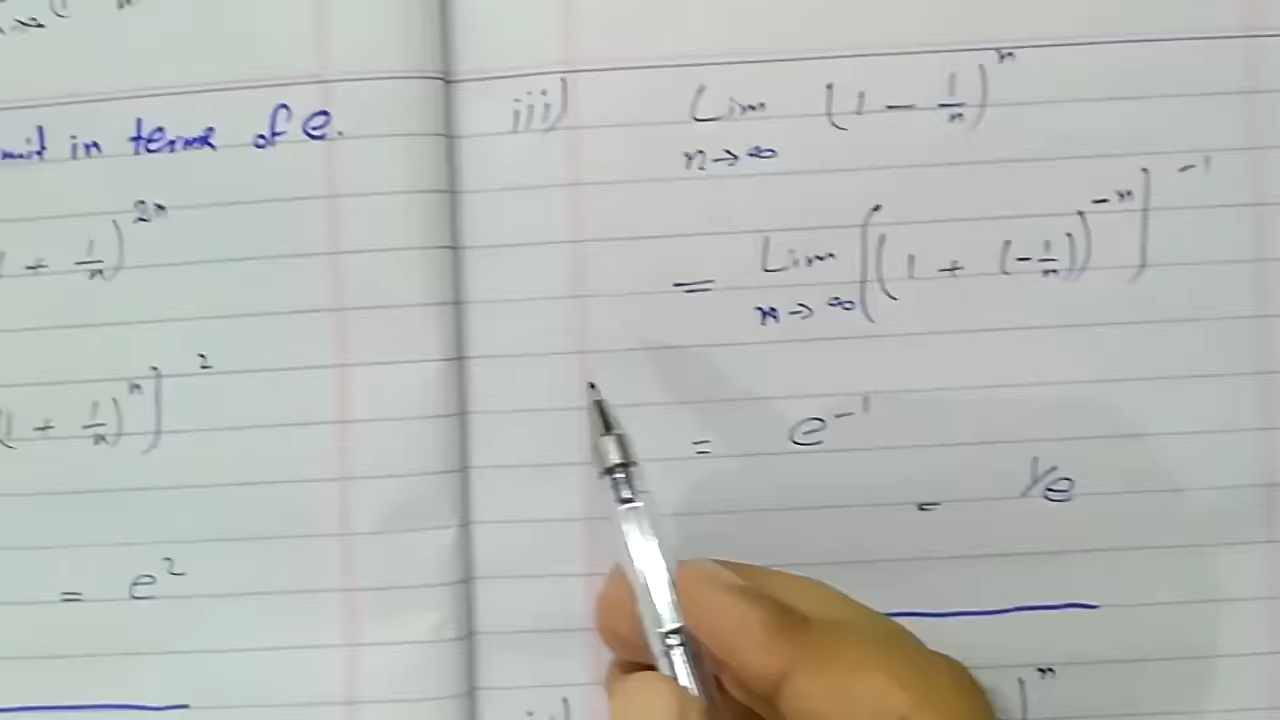 mit in terms of e.
+ 1/n)^2n
(1 + 1/n)^n]^2
= e^2
iii) Lim n→∞ (1 - 1/n)^n
= Lim n→∞ [(1 + (-1/n))^-n]^-1
= e^-1
= 1/e
)^n